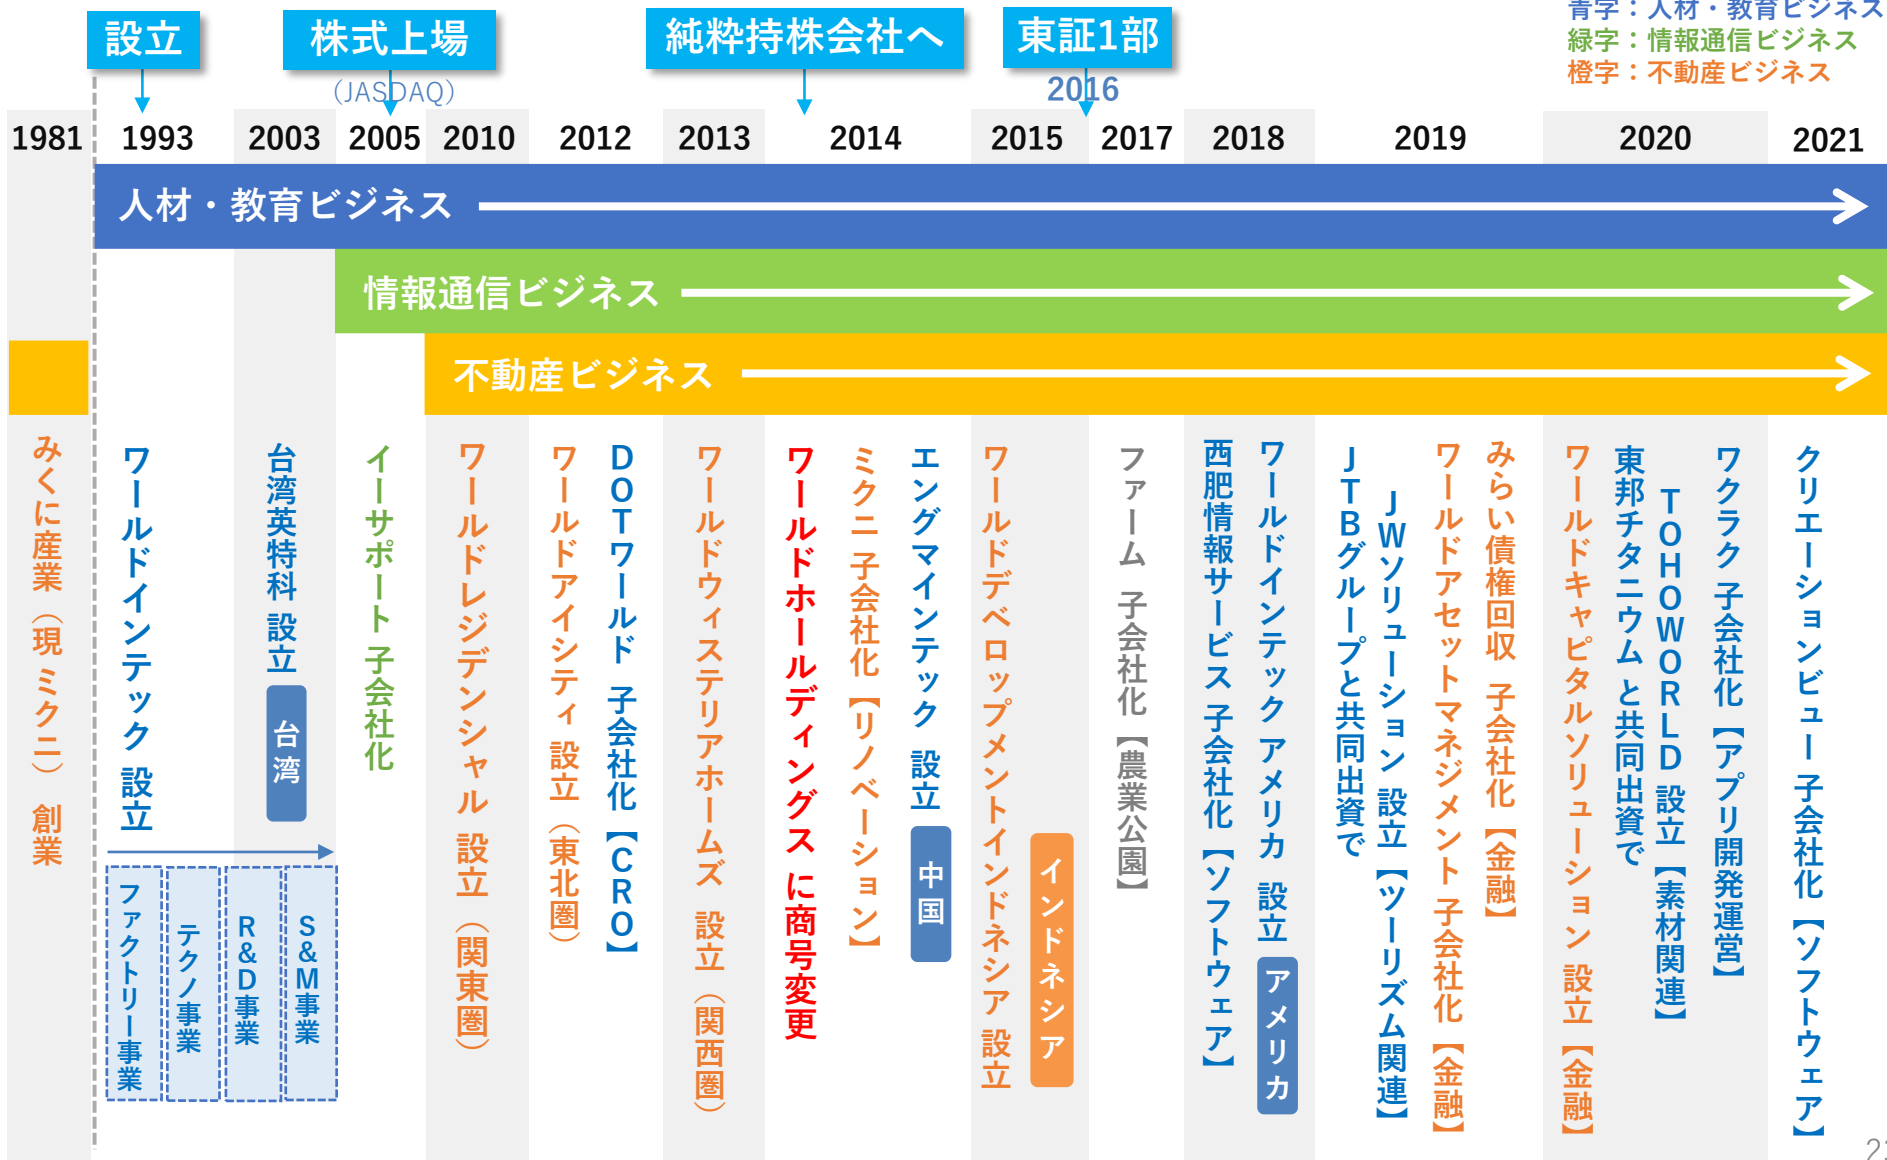 設立
株式上場
(JASDAQ)
純粋持株会社へ
東証1部
2016
青字：人材・教育ビジネス
緑字：情報通信ビジネス
橙字：不動産ビジネス
1981
1993
2003
2005
2010
2012
2013
2014
2015
2017
2018
2019
2020
2021
人材・教育ビジネス
情報通信ビジネス
不動産ビジネス
みくに産業（現 ミクニ） 創業
ワールドインテック 設立
ファクトリー事業
テクノ事業
R&D事業
S&M事業
台湾英特科 設立
台湾
イーサポート 子会社化
ワールドレジデンシャル 設立（関東圏）
ワールドアイシティ 設立（東北圏）
DOTワールド 子会社化【CRO】
ワールドウィステリアホームズ 設立（関西圏）
ワールドホールディングス に商号変更
ミクニ 子会社化【リノベーション】
エングマインテック 設立
中国
ワールドデベロップメントインドネシア 設立
インドネシア
ファーム 子会社化【農業公園】
西肥情報サービス 子会社化【ソフトウェア】
ワールドインテック アメリカ 設立
アメリカ
JTBグループと共同出資で
JWソリューション 設立【ツーリズム関連】
ワールドアセットマネジメント 子会社化【金融】
みらい債権回収 子会社化【金融】
ワールドキャピタルソリューション 設立【金融】
東邦チタニウム と共同出資で
TOHOWORLD 設立【素材関連】
ワクラク 子会社化【アプリ開発運営】
クリエーションビュー 子会社化【ソフトウェア】